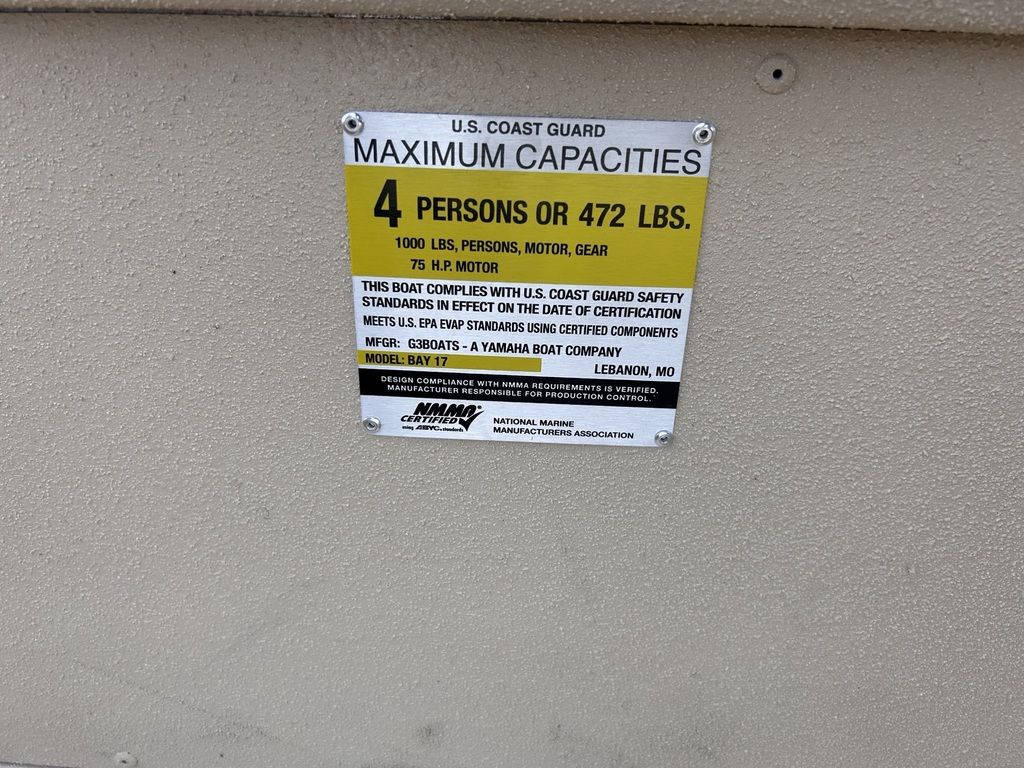 U.S. COAST GUARD
MAXIMUM CAPACITIES
4 PERSONS OR 472 LBS.
1000 LBS, PERSONS, MOTOR, GEAR
75 H.P. MOTOR
THIS BOAT COMPLIES WITH U.S. COAST GUARD SAFETY
STANDARDS IN EFFECT ON THE DATE OF CERTIFICATION
MEETS U.S. EPA EVAP STANDARDS USING CERTIFIED COMPONENTS
MFGR: G3BOATS - A YAMAHA BOAT COMPANY
MODEL: BAY 17 LEBANON, MO
DESIGN COMPLIANCE WITH NMMA REQUIREMENTS IS VERIFIED.
MANUFACTURER RESPONSIBLE FOR PRODUCTION CONTROL.
NMMA®
CERTIFIED
using ABYC standards
NATIONAL MARINE
MANUFACTURERS ASSOCIATION